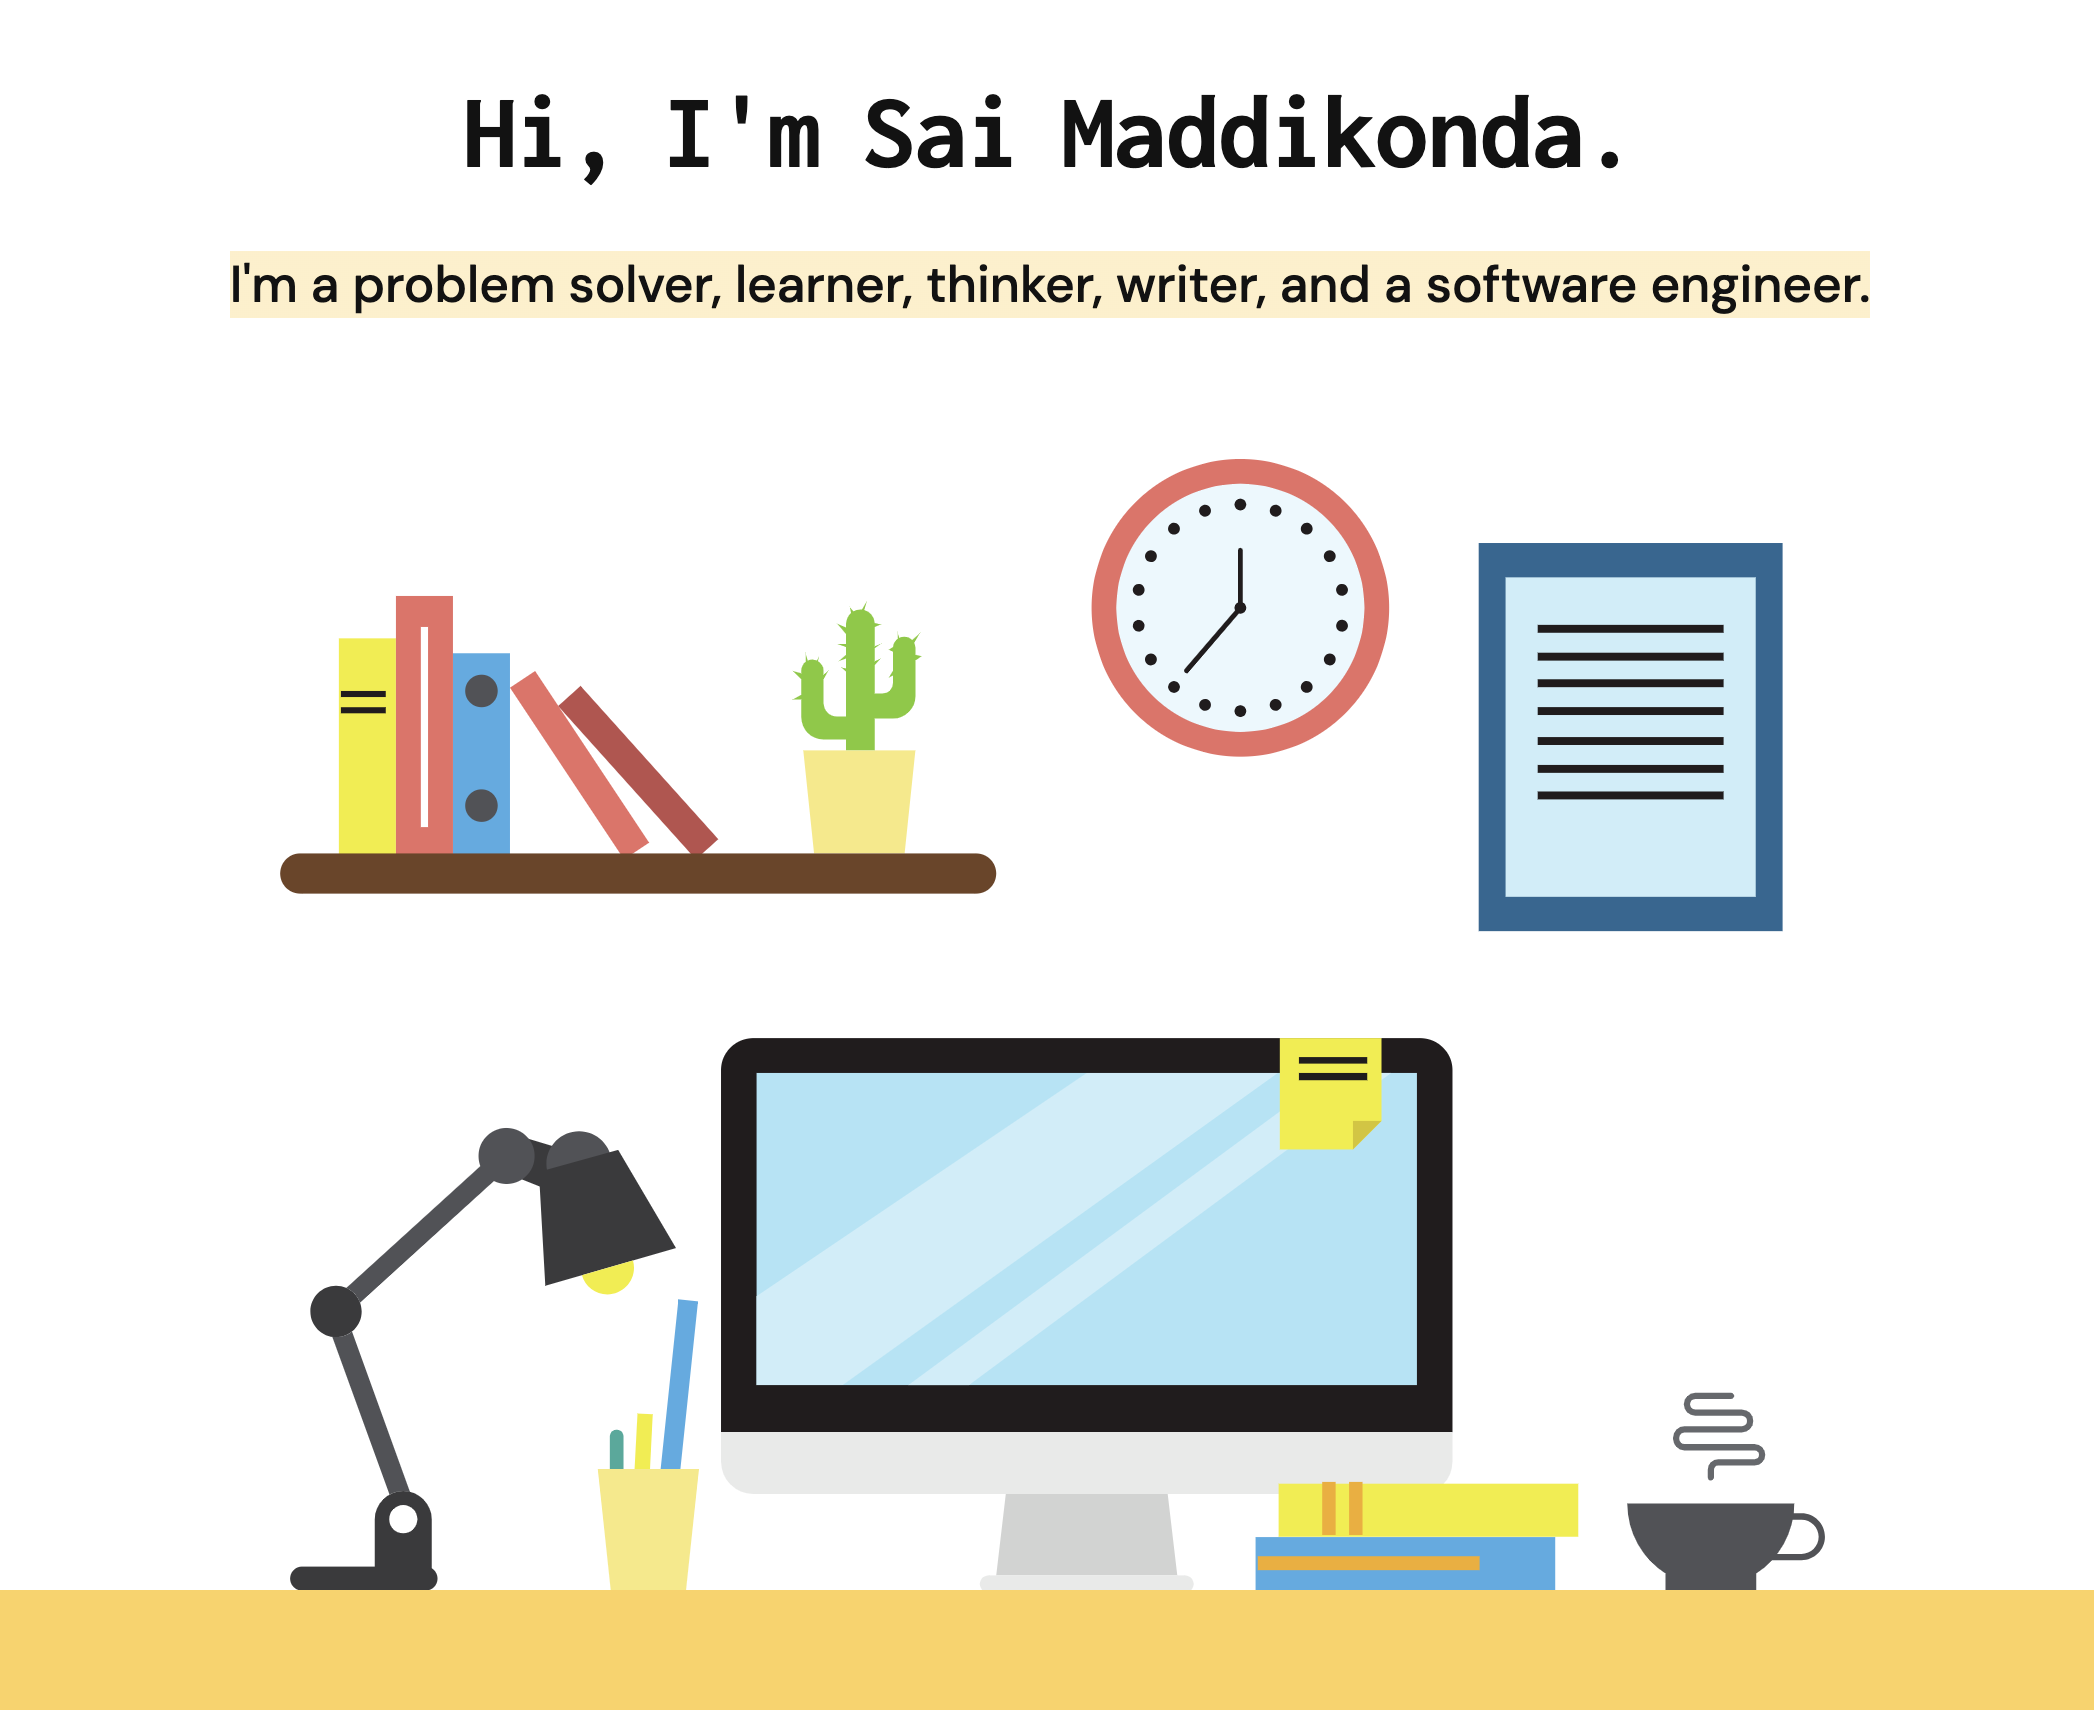 Hi, I'm Sai Maddikonda.
I'm a problem solver, learner, thinker, writer, and a software engineer.